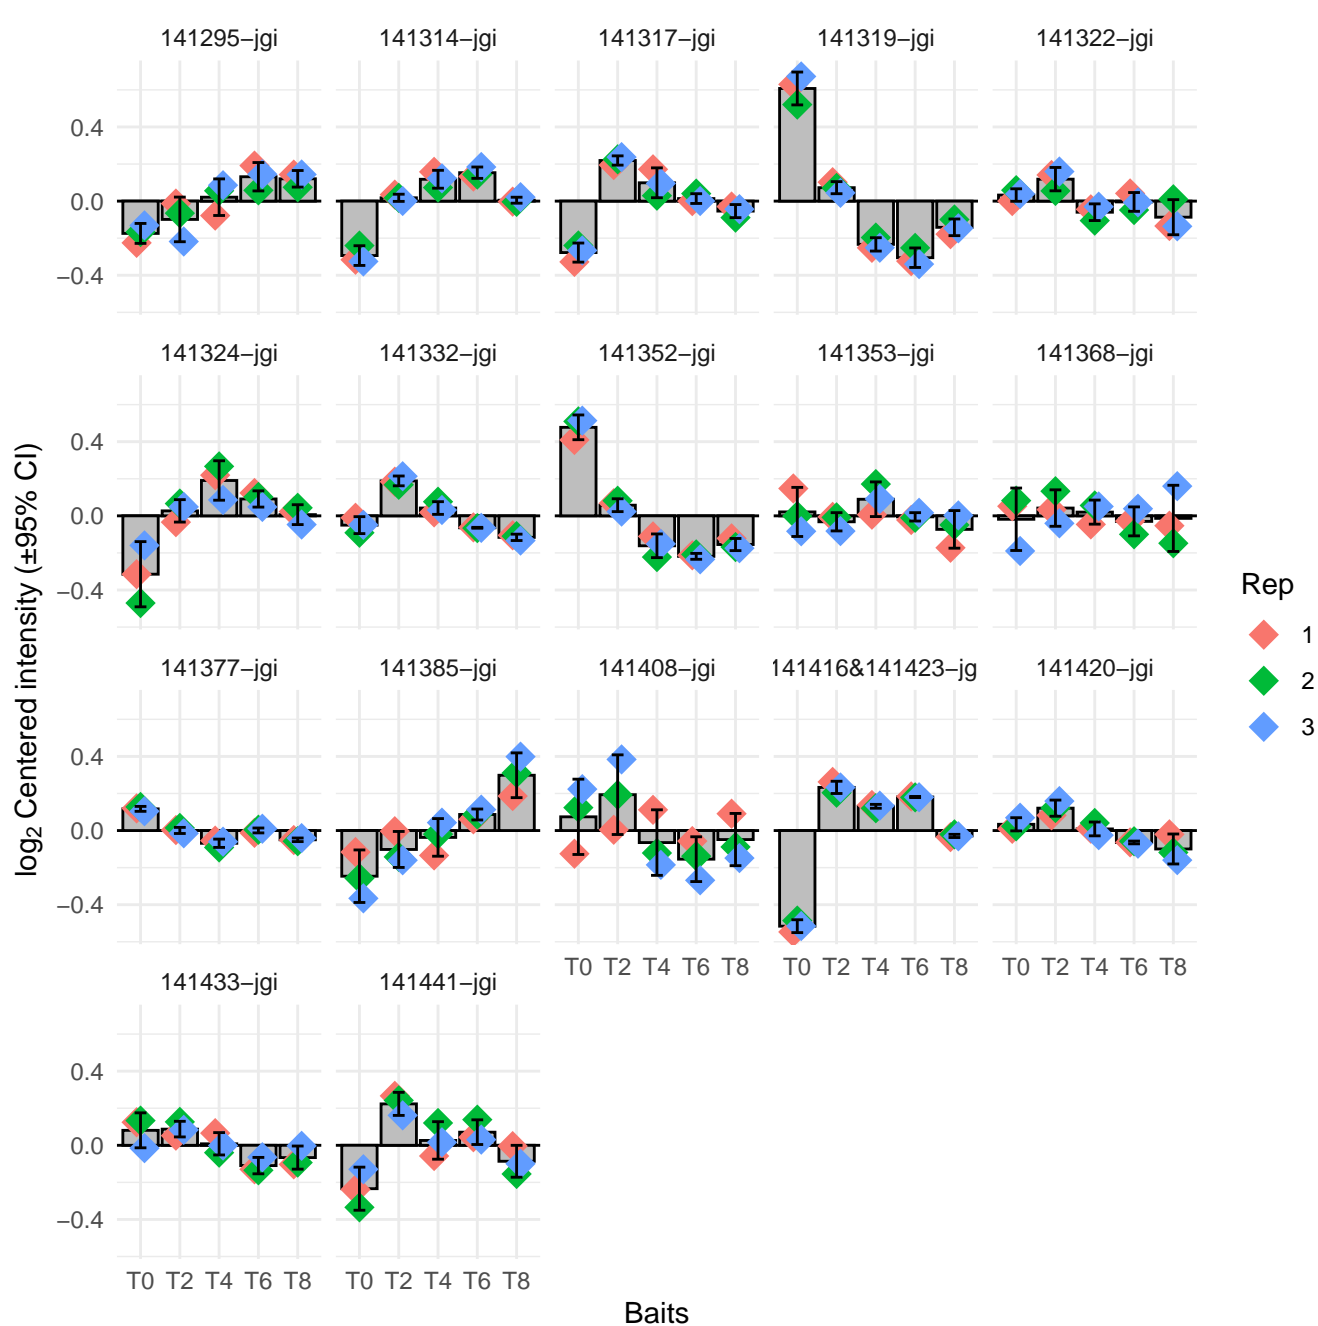 141295−jgi 141314−jgi 141317−jgi 141319−jgi 141322−jgi
0.4
0.0
−0.4
141324−jgi 141332−jgi 141352−jgi 141353−jgi 141368−jgi
0.4
0.0
−0.4
141377−jgi 141385−jgi 141408−jgi 141416&141423−jg 141420−jgi
0.4
0.0
−0.4
T0 T2 T4 T6 T8 T0 T2 T4 T6 T8 T0 T2 T4 T6 T8
141433−jgi 141441−jgi
0.4
0.0
−0.4
T0 T2 T4 T6 T8 T0 T2 T4 T6 T8
Baits
log2 Centered intensity (±95% CI)
Rep
1
2
3